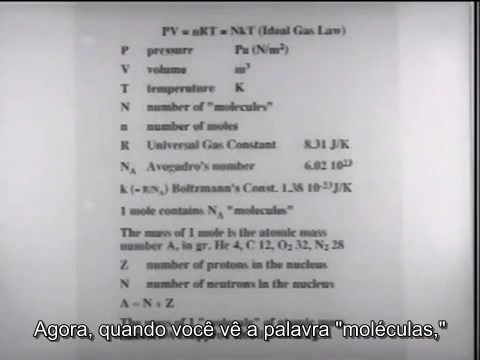 PV = nRT = NkT (Ideal Gas Law)
P pressure Pa (N/m²)
V volume m³
T temperature K
N number of "molecules"
n number of moles
R Universal Gas Constant 8.31 J/K
N_A Avogadro's number 6.02 10²³
k (=R/N_A) Boltzmann's Const. 1.38 10⁻²³J/K
1 mole contains N_A "molecules"
The mass of 1 mole is the atomic mass
number A, in gr. He 4, C 12, O₂ 32, N₂ 28
Z number of protons in the nucleus
N number of neutrons in the nucleus
A = N + Z
Agora, quando você vê a palavra "moléculas,"